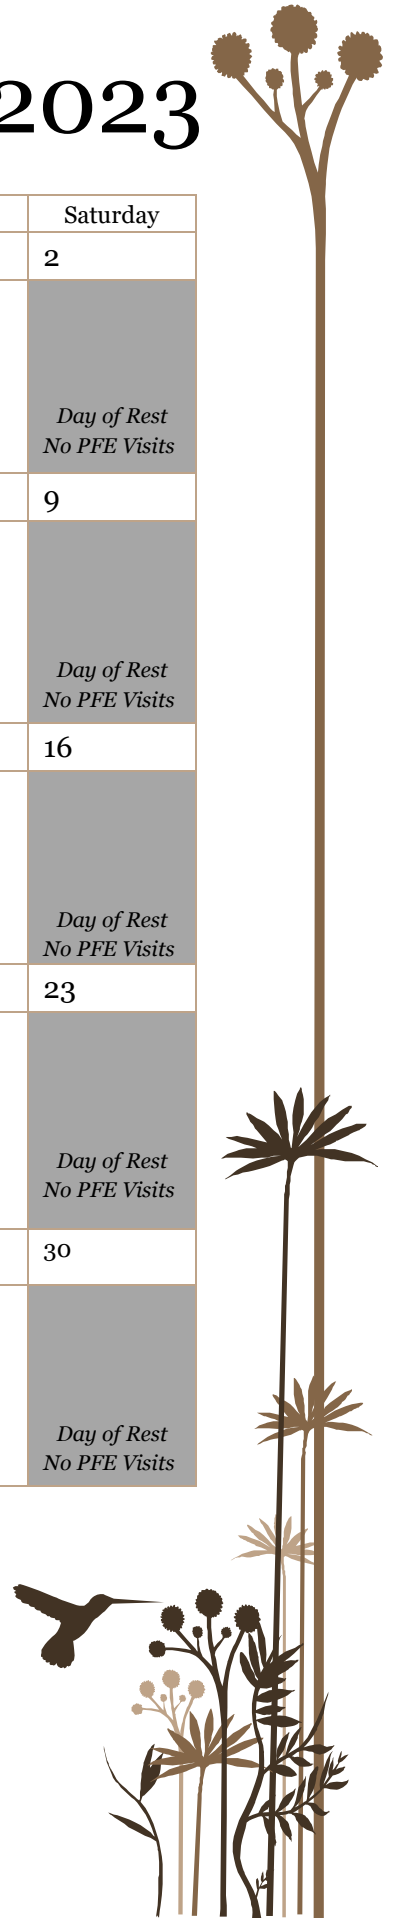 2023
Saturday
2
Day of Rest
No PFE Visits
9
Day of Rest
No PFE Visits
16
Day of Rest
No PFE Visits
23
Day of Rest
No PFE Visits
30
Day of Rest
No PFE Visits